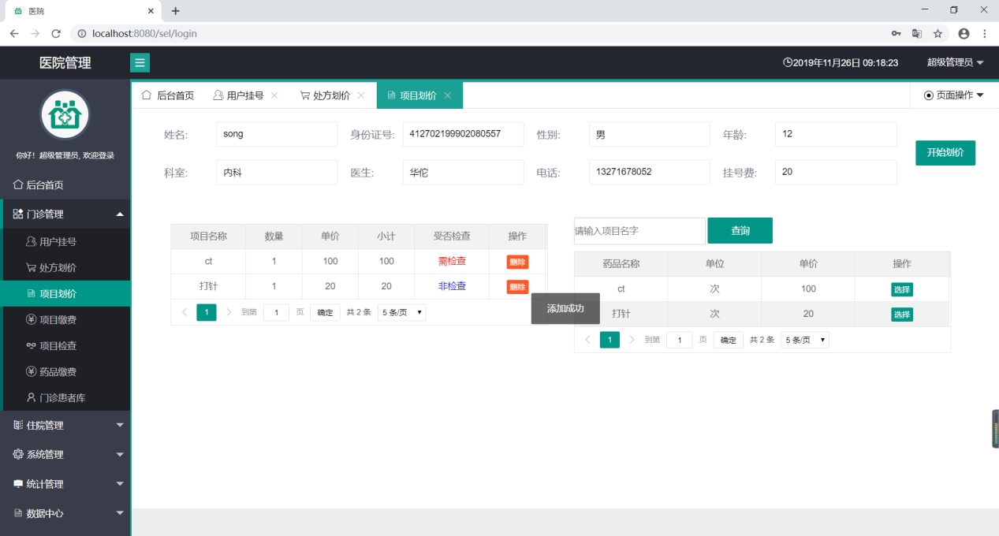 医院
localhost:8080/sel/login
医院管理
2019年11月26日 09:18:23
超级管理员
后台首页
用户挂号
处方划价
项目划价
页面操作
你好！超级管理员, 欢迎登录
后台首页
门诊管理
用户挂号
处方划价
项目划价
项目缴费
项目检查
药品缴费
门诊患者库
住院管理
系统管理
统计管理
数据中心
姓名: song 身份证号: 412702199902080557 性别: 男 年龄: 12
开始划价
科室: 内科 医生: 华佗 电话: 13271678052 挂号费: 20
项目名称 数量 单价 小计 受否检查 操作
ct 1 100 100 需检查 删除
打针 1 20 20 非检查 删除
1 到第 1 页 确定 共 2 条 5 条/页
添加成功
请输入项目名字 查询
药品名称 单位 单价 操作
ct 次 100 选择
打针 次 20 选择
1 到第 1 页 确定 共 2 条 5 条/页